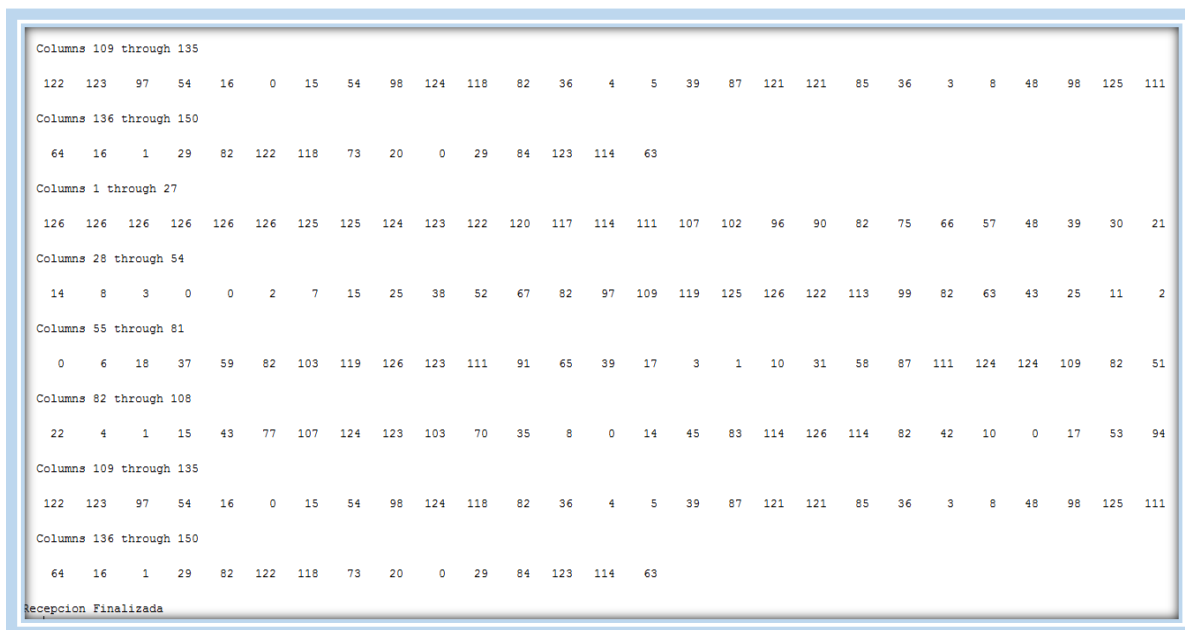 Columns 109 through 135
122 123 97 54 16 0 15 54 98 124 118 82 36 4 5 39 87 121 121 85 36 3 8 48 98 125 111
Columns 136 through 150
64 16 1 29 82 122 118 73 20 0 29 84 123 114 63
Columns 1 through 27
126 126 126 126 126 126 125 125 124 123 122 120 117 114 111 107 102 96 90 82 75 66 57 48 39 30 21
Columns 28 through 54
14 8 3 0 0 2 7 15 25 38 52 67 82 97 109 119 125 126 122 113 99 82 63 43 25 11 2
Columns 55 through 81
0 6 18 37 59 82 103 119 126 123 111 91 65 39 17 3 1 10 31 58 87 111 124 124 109 82 51
Columns 82 through 108
22 4 1 15 43 77 107 124 123 103 70 35 8 0 14 45 83 114 126 114 82 42 10 0 17 53 94
Columns 109 through 135
122 123 97 54 16 0 15 54 98 124 118 82 36 4 5 39 87 121 121 85 36 3 8 48 98 125 111
Columns 136 through 150
64 16 1 29 82 122 118 73 20 0 29 84 123 114 63
Recepcion Finalizada